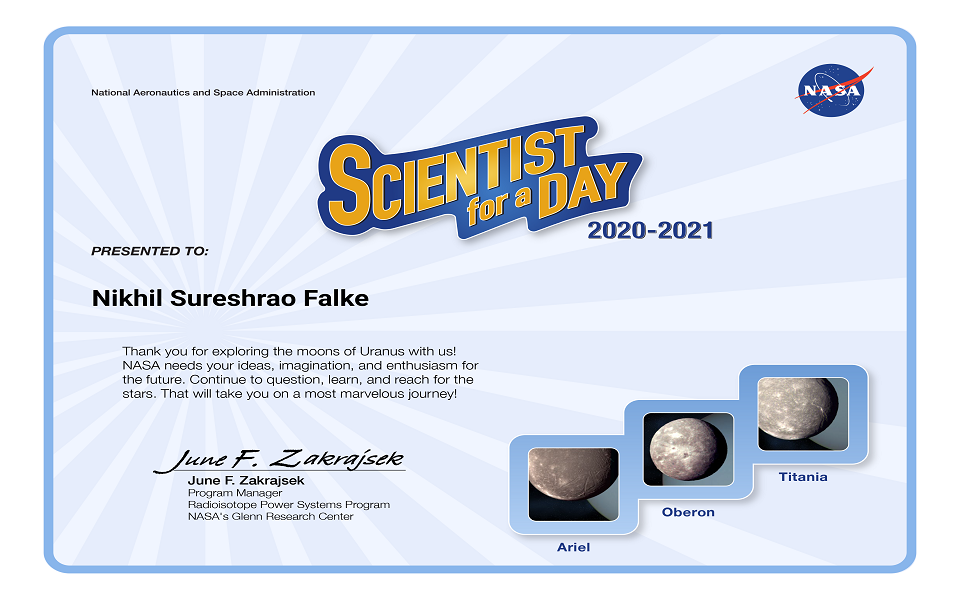 National Aeronautics and Space Administration
NASA
SCIENTIST
for a DAY
2020-2021
PRESENTED TO:
Nikhil Sureshrao Falke
Thank you for exploring the moons of Uranus with us!
NASA needs your ideas, imagination, and enthusiasm for
the future. Continue to question, learn, and reach for the
stars. That will take you on a most marvelous journey!
June F. Zakrajsek
June F. Zakrajsek
Program Manager
Radioisotope Power Systems Program
NASA's Glenn Research Center
Ariel
Oberon
Titania